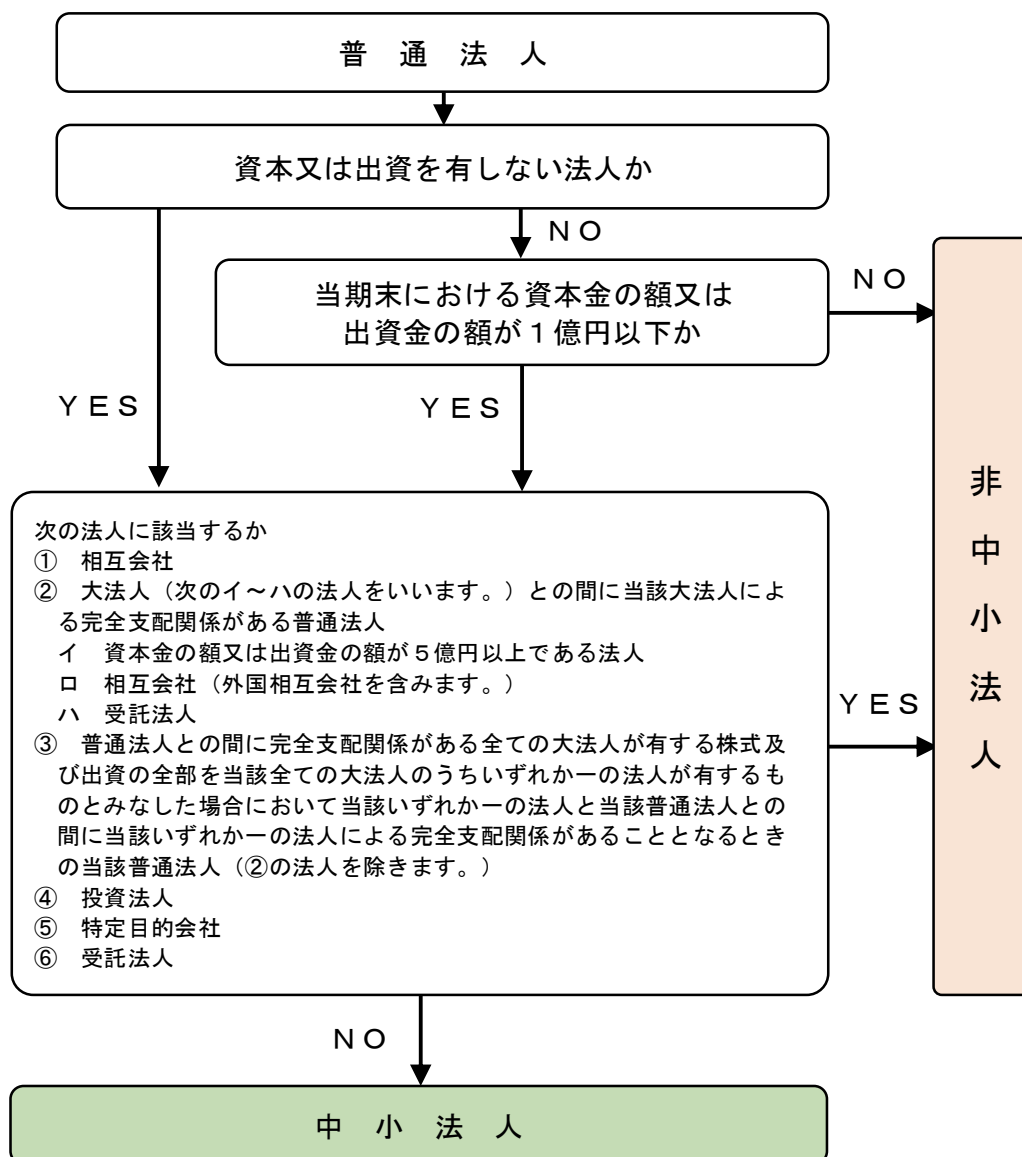 普通法人
資本又は出資を有しない法人か
NO
当期末における資本金の額又は
出資金の額が１億円以下か
NO
YES
YES
次の法人に該当するか
① 相互会社
② 大法人（次のイ～ハの法人をいいます。）との間に当該大法人によ
る完全支配関係がある普通法人
イ 資本金の額又は出資金の額が５億円以上である法人
ロ 相互会社（外国相互会社を含みます。）
ハ 受託法人
③ 普通法人との間に完全支配関係がある全ての大法人が有する株式及
び出資の全部を当該全ての大法人のうちいずれか一の法人が有するも
のとみなした場合において当該いずれか一の法人と当該普通法人との
間に当該いずれか一の法人による完全支配関係があることとなるとき
の当該普通法人（②の法人を除きます。）
④ 投資法人
⑤ 特定目的会社
⑥ 受託法人
YES
非中小法人
NO
中小法人